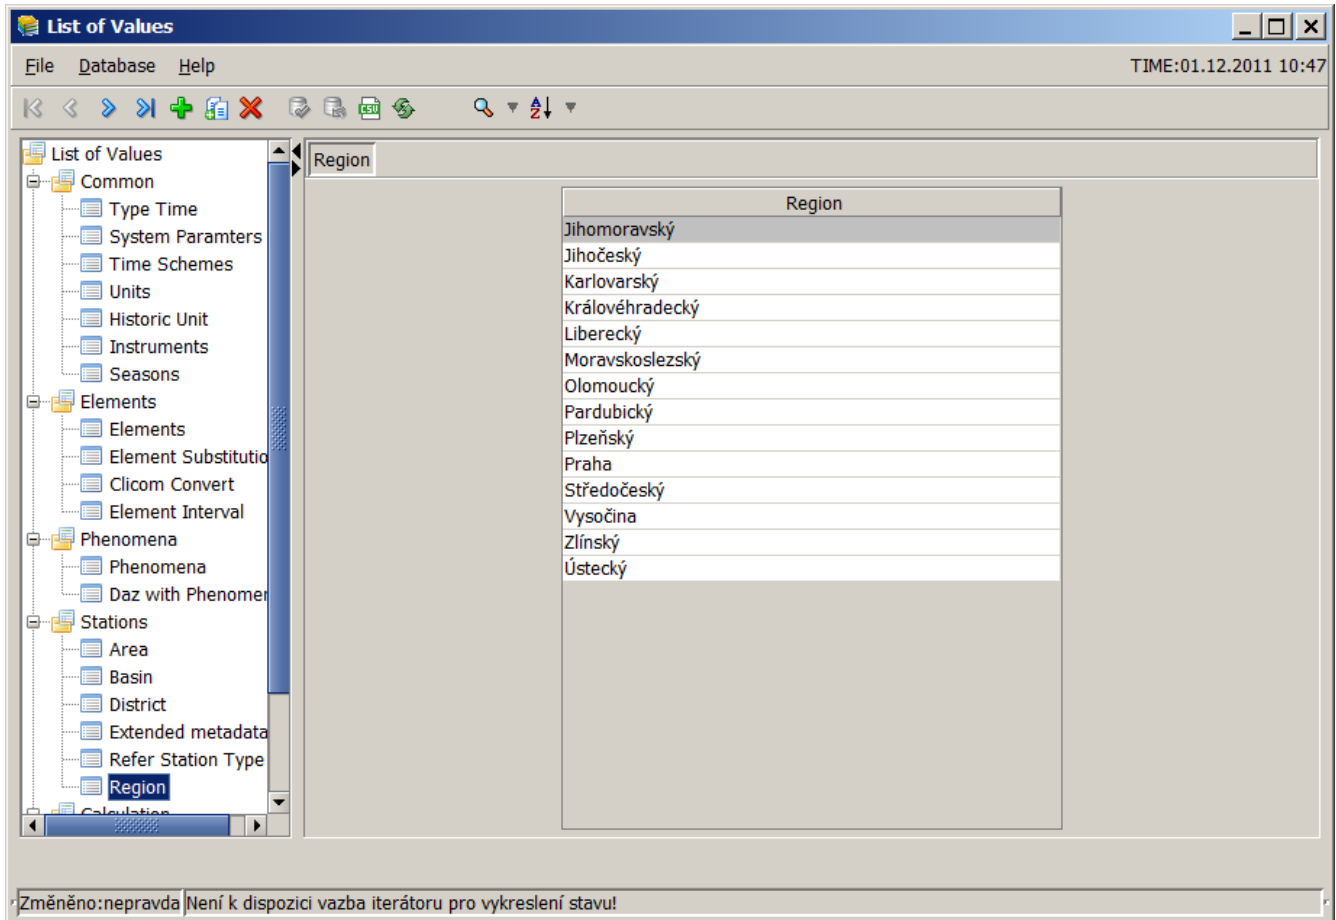 List of Values
File Database Help
TIME:01.12.2011 10:47
CSV
A
Z
List of Values
Common
Type Time
System Paramters
Time Schemes
Units
Historic Unit
Instruments
Seasons
Elements
Elements
Element Substitutio
Clicom Convert
Element Interval
Phenomena
Phenomena
Daz with Phenomen
Stations
Area
Basin
District
Extended metadata
Refer Station Type
Region
Calculation
Region
Region
Jihomoravský
Jihočeský
Karlovarský
Královéhradecký
Liberecký
Moravskoslezský
Olomoucký
Pardubický
Plzeňský
Praha
Středočeský
Vysočina
Zlínský
Ústecký
Změněno:nepravda Není k dispozici vazba iterátoru pro vykreslení stavu!